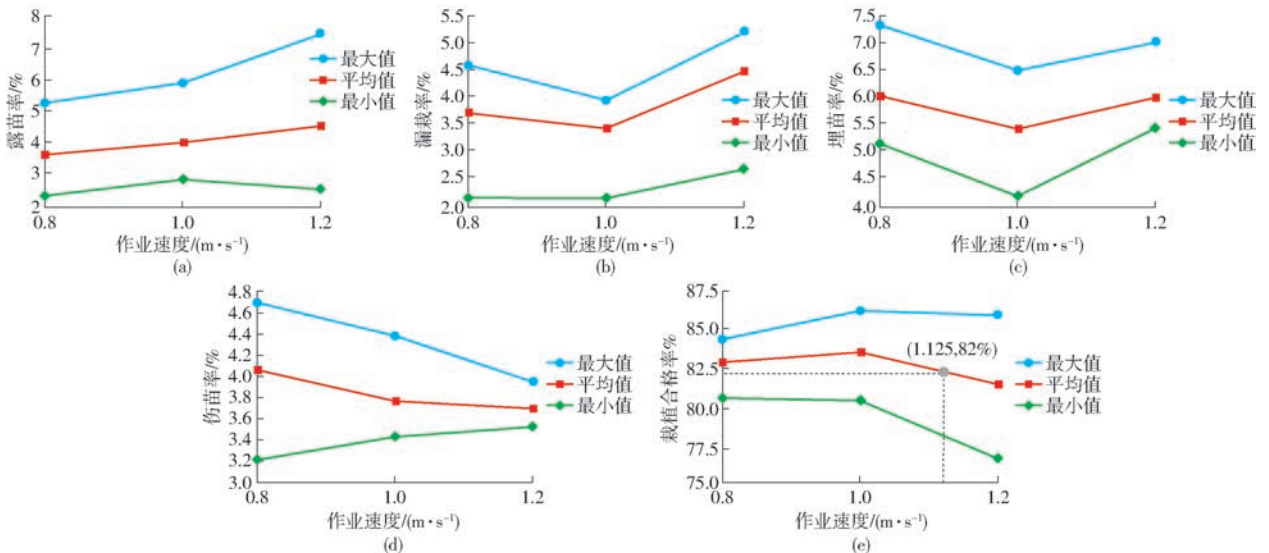 8
7
6
5
4
3
2
露苗率/%
0.8
1.0
1.2
作业速度/(m·s⁻¹)
(a)
最大值
平均值
最小值
5.5
5.0
4.5
4.0
3.5
3.0
2.5
2.0
漏栽率/%
0.8
1.0
1.2
作业速度/(m·s⁻¹)
(b)
最大值
平均值
最小值
7.5
7.0
6.5
6.0
5.5
5.0
4.5
4.0
埋苗率/%
0.8
1.0
1.2
作业速度/(m·s⁻¹)
(c)
最大值
平均值
最小值
4.8
4.6
4.4
4.2
4.0
3.8
3.6
3.4
3.2
3.0
伤苗率/%
0.8
1.0
1.2
作业速度/(m·s⁻¹)
(d)
最大值
平均值
最小值
87.5
85.0
82.5
80.0
77.5
75.0
栽植合格率%
(1.125,82%)
0.8
1.0
1.2
作业速度/(m·s⁻¹)
(e)
最大值
平均值
最小值